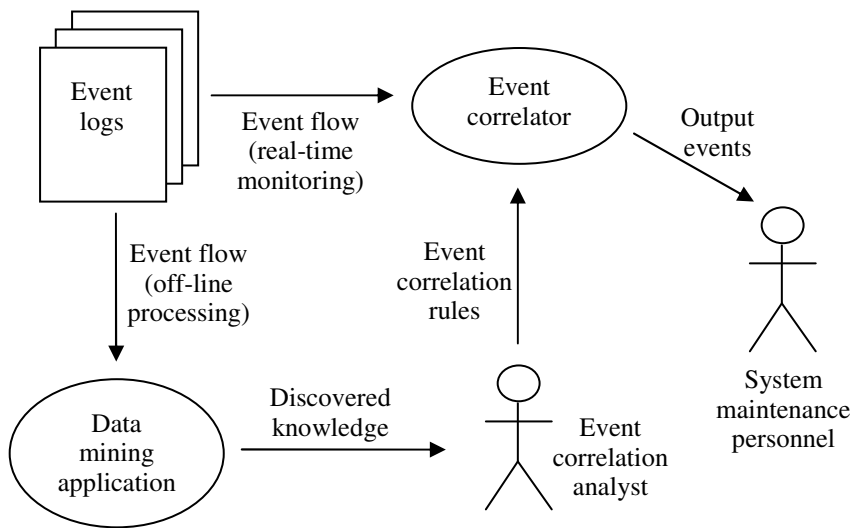 Event
logs
Event flow
(real-time
monitoring)
Event
correlator
Output
events
Event flow
(off-line
processing)
Event
correlation
rules
System
maintenance
personnel
Data
mining
application
Discovered
knowledge
Event
correlation
analyst